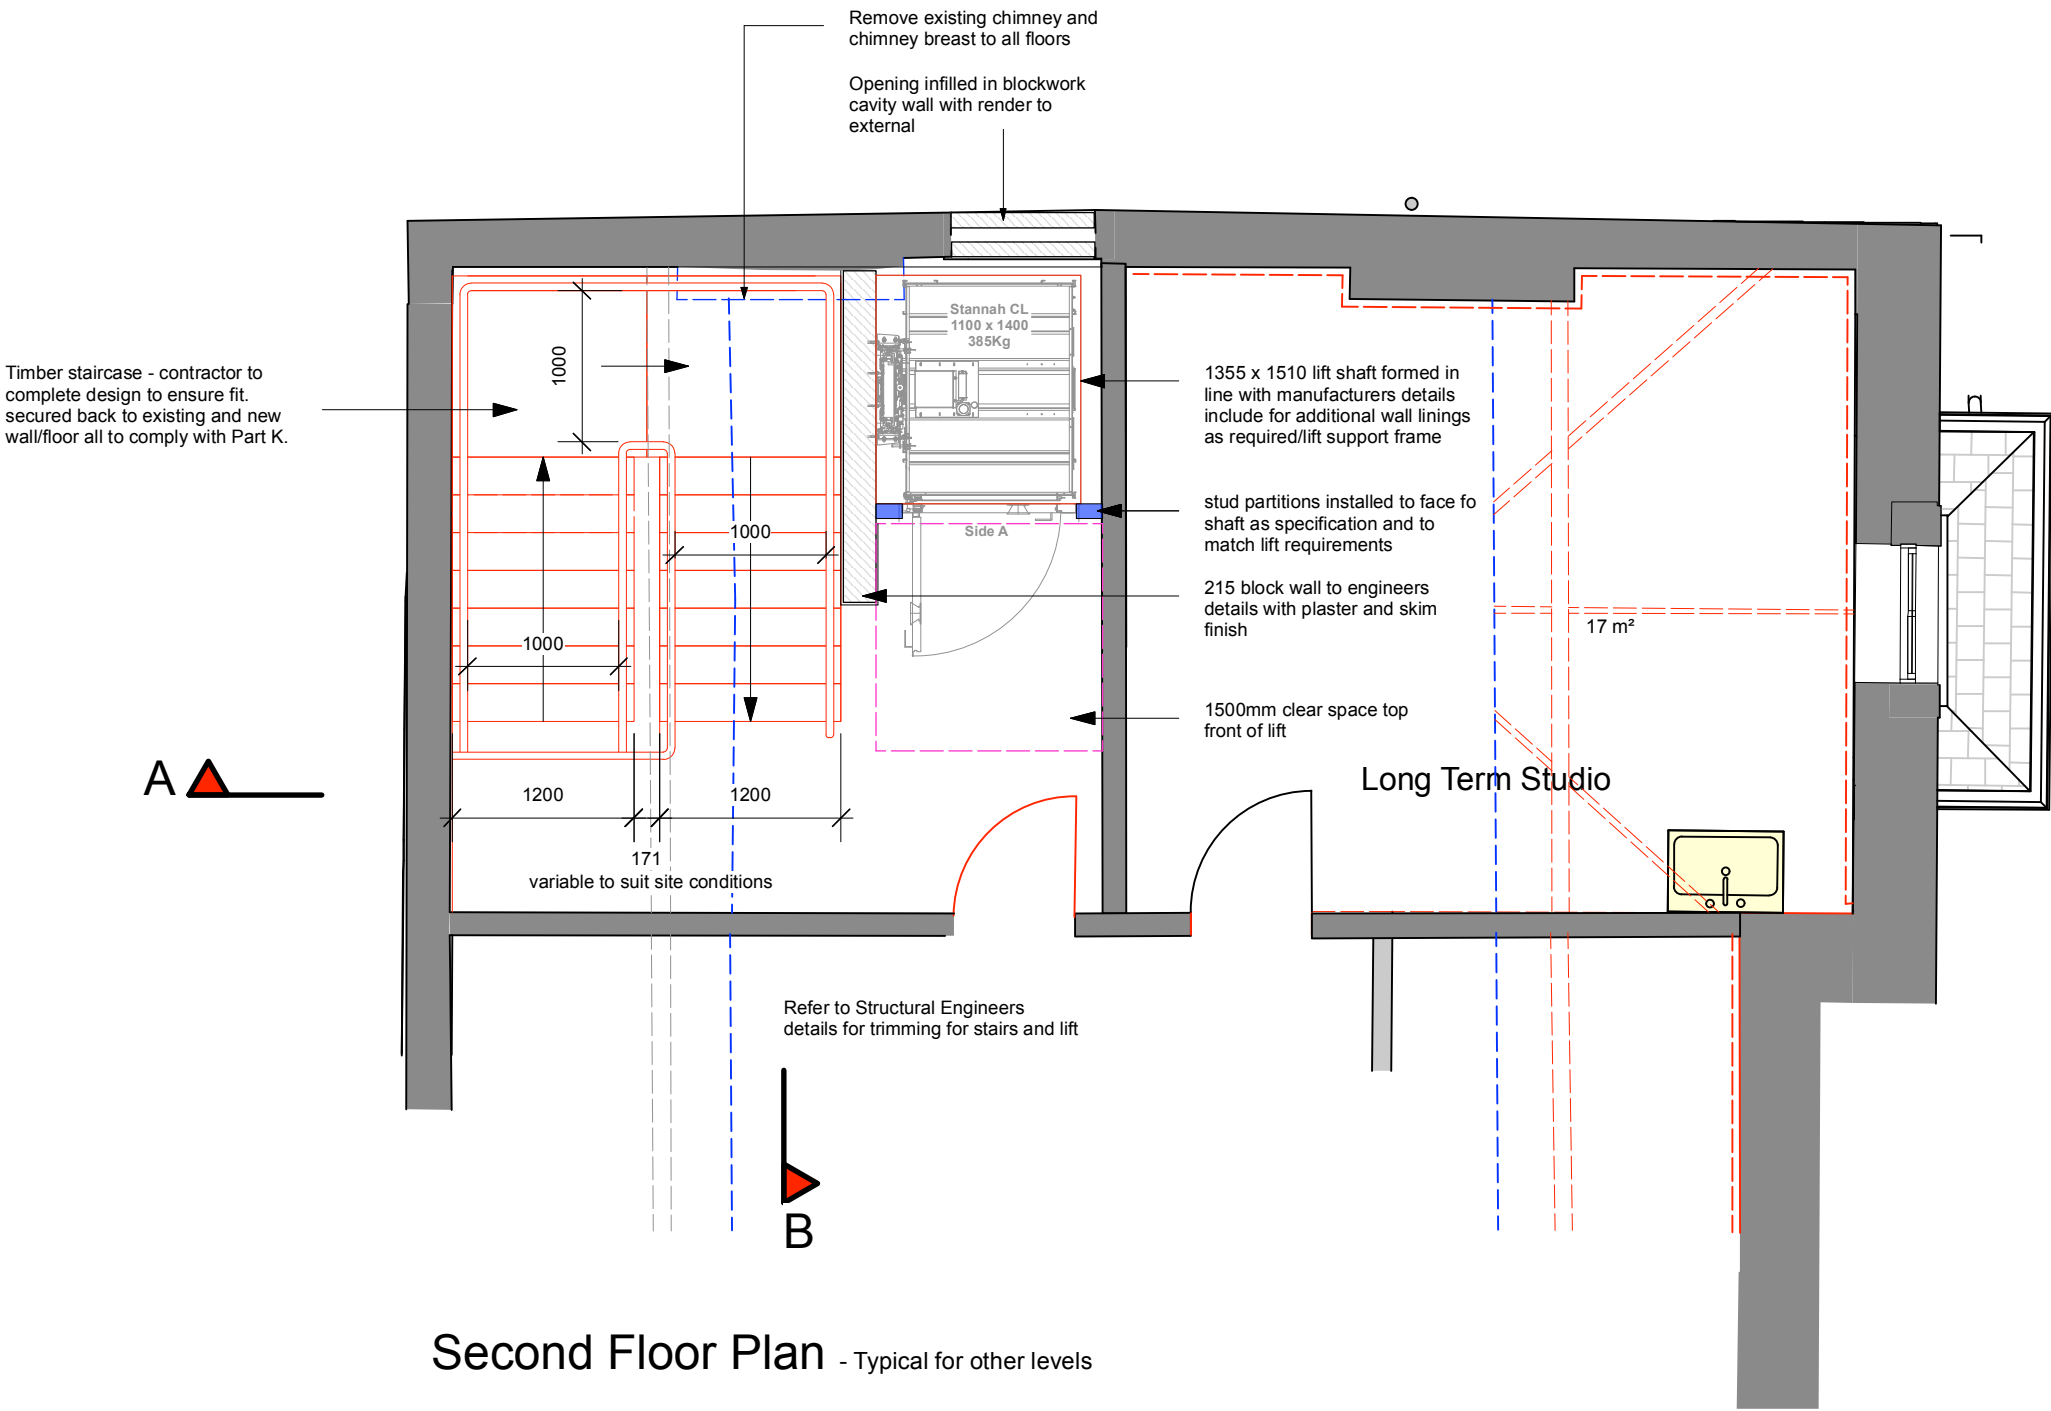 Remove existing chimney and
chimney breast to all floors
Opening infilled in blockwork
cavity wall with render to
external
Timber staircase - contractor to
complete design to ensure fit.
secured back to existing and new
wall/floor all to comply with Part K.
1000
Stannah CL
1100 x 1400
385Kg
1355 x 1510 lift shaft formed in
line with manufacturers details
include for additional wall linings
as required/lift support frame
stud partitions installed to face fo
shaft as specification and to
match lift requirements
1000
Side A
215 block wall to engineers
details with plaster and skim
finish
1000
17 m²
1500mm clear space top
front of lift
A
Long Term Studio
1200
1200
171
variable to suit site conditions
Refer to Structural Engineers
details for trimming for stairs and lift
B
Second Floor Plan - Typical for other levels